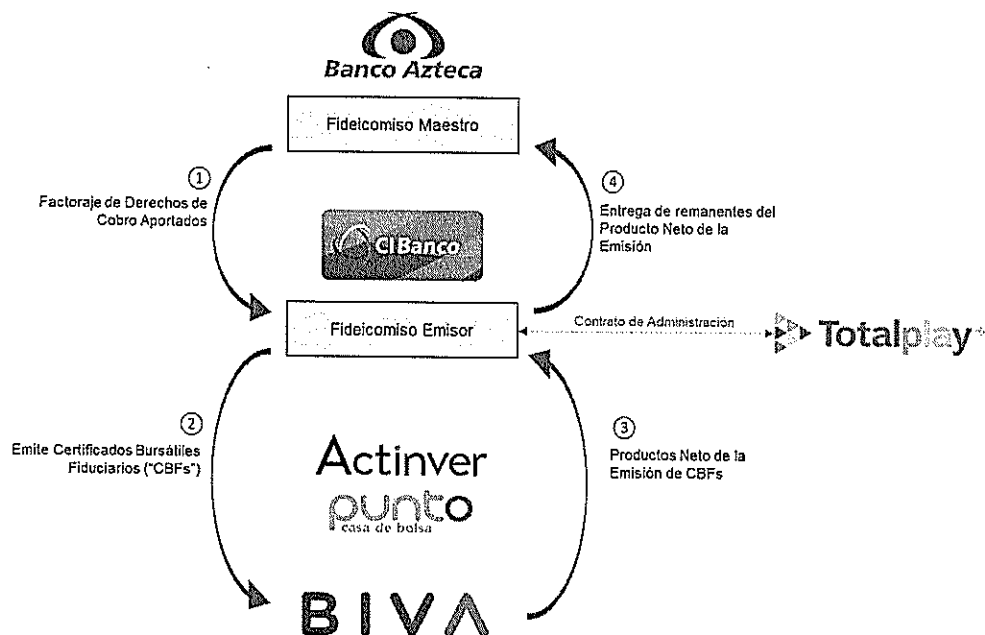 Banco Azteca
Fideicomiso Maestro
①
Factoraje de Derechos de
Cobro Aportados
④
Entrega de remanentes del
Producto Neto de la
Emisión
CIBanco
Fideicomiso Emisor
Contrato de Administración
Totalplay
②
Emite Certificados Bursátiles
Fiduciarios ("CBFs")
③
Productos Neto de la
Emisión de CBFs
Actinver
punto
casa de bolsa
BIVA